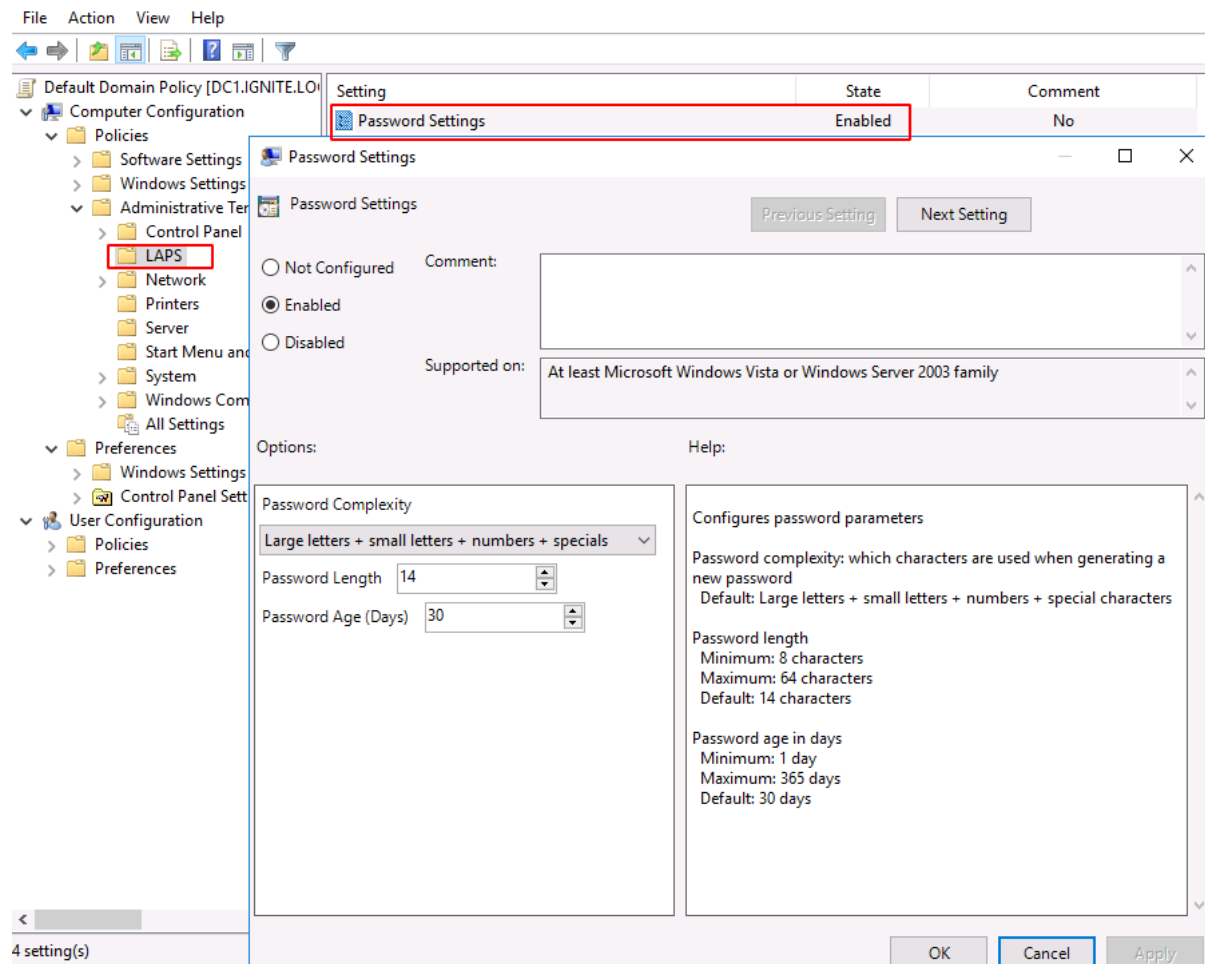 File Action View Help
Default Domain Policy [DC1.IGNITE.LO
Computer Configuration
Policies
Software Settings
Windows Settings
Administrative Ter
Control Panel
LAPS
Network
Printers
Server
Start Menu and
System
Windows Com
All Settings
Preferences
Windows Settings
Control Panel Sett
User Configuration
Policies
Preferences
4 setting(s)
Setting State Comment
Password Settings Enabled No
Password Settings
Password Settings
Previous Setting Next Setting
Not Configured
Enabled
Disabled
Comment:
Supported on: At least Microsoft Windows Vista or Windows Server 2003 family
Options:
Password Complexity
Large letters + small letters + numbers + specials
Password Length 14
Password Age (Days) 30
Help:
Configures password parameters
Password complexity: which characters are used when generating a
new password
Default: Large letters + small letters + numbers + special characters
Password length
Minimum: 8 characters
Maximum: 64 characters
Default: 14 characters
Password age in days
Minimum: 1 day
Maximum: 365 days
Default: 30 days
OK Cancel Apply